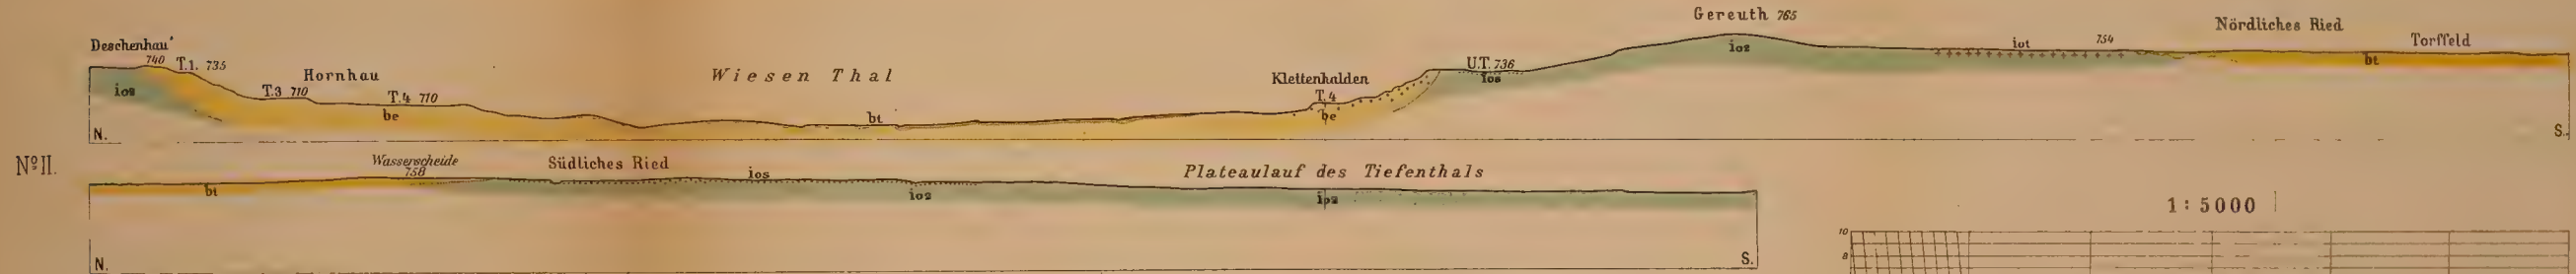 Gereuth 765
Nördliches Ried
Torffeld
Deschenhau'
740 T.1. 735
Hornhau
Wiesen Thal
Klettenhalden
U.T. 736
ios
ios
iot
754
bt
ios
T.3 710
T.4 710
be
bt
T.4
be
N.
S.
No II.
Wasserscheide
758
Südliches Ried
ios
Plateaulauf des Tiefenthals
bt
ios
1 : 5000
N.
S.
10
8